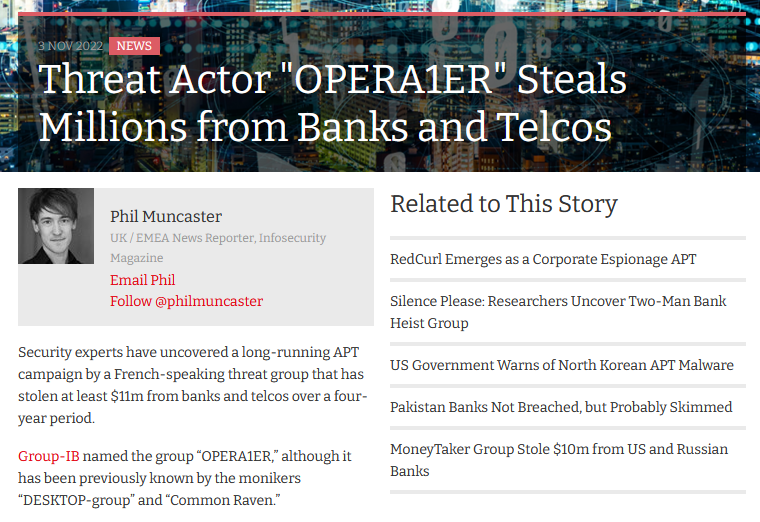 3 NOV 2022 NEWS
Threat Actor "OPERA1ER" Steals
Millions from Banks and Telcos
Phil Muncaster
UK / EMEA News Reporter, Infosecurity
Magazine
Email Phil
Follow @philmuncaster
Security experts have uncovered a long-running APT
campaign by a French-speaking threat group that has
stolen at least $11m from banks and telcos over a four-
year period.
Group-IB named the group “OPERA1ER,” although it
has been previously known by the monikers
“DESKTOP-group” and “Common Raven.”
Related to This Story
RedCurl Emerges as a Corporate Espionage APT
Silence Please: Researchers Uncover Two-Man Bank
Heist Group
US Government Warns of North Korean APT Malware
Pakistan Banks Not Breached, but Probably Skimmed
MoneyTaker Group Stole $10m from US and Russian
Banks